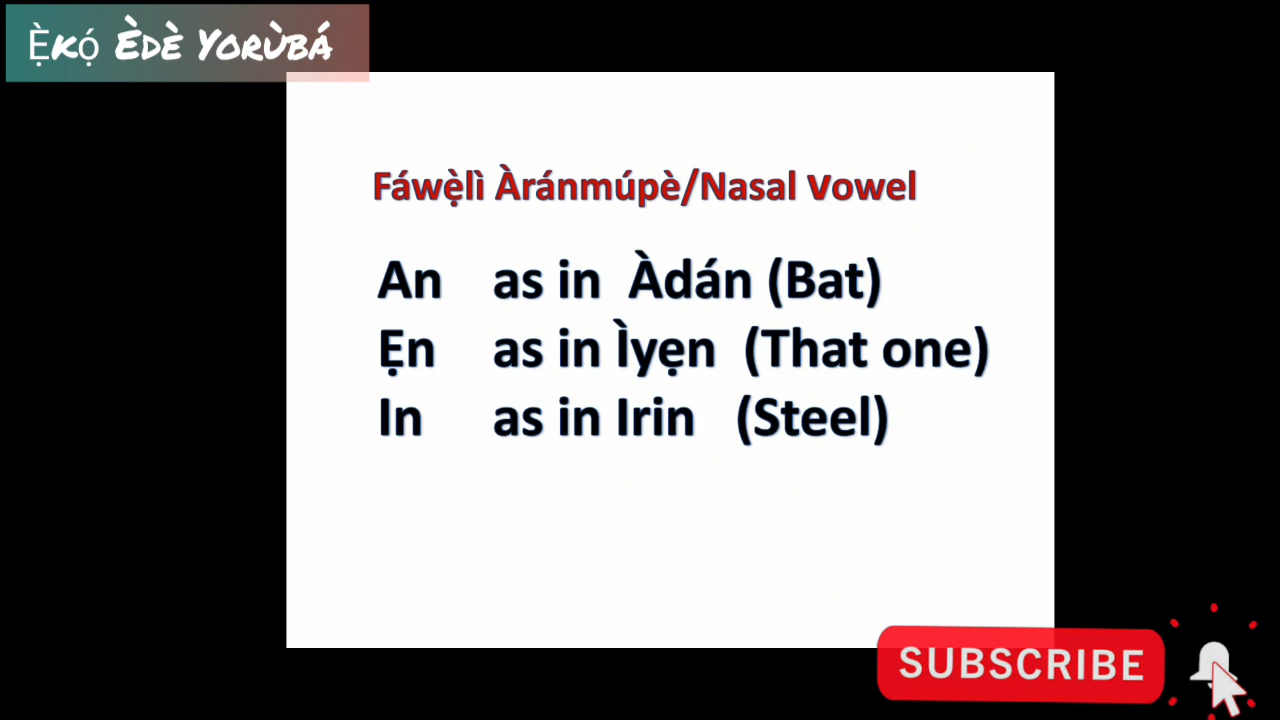 Ẹ̀kọ́ Èdè Yorùbá
Fáwẹ̀lì Àránmúpè/Nasal Vowel
An as in Àdán (Bat)
Ẹn as in Ìyẹn (That one)
In as in Irin (Steel)
SUBSCRIBE